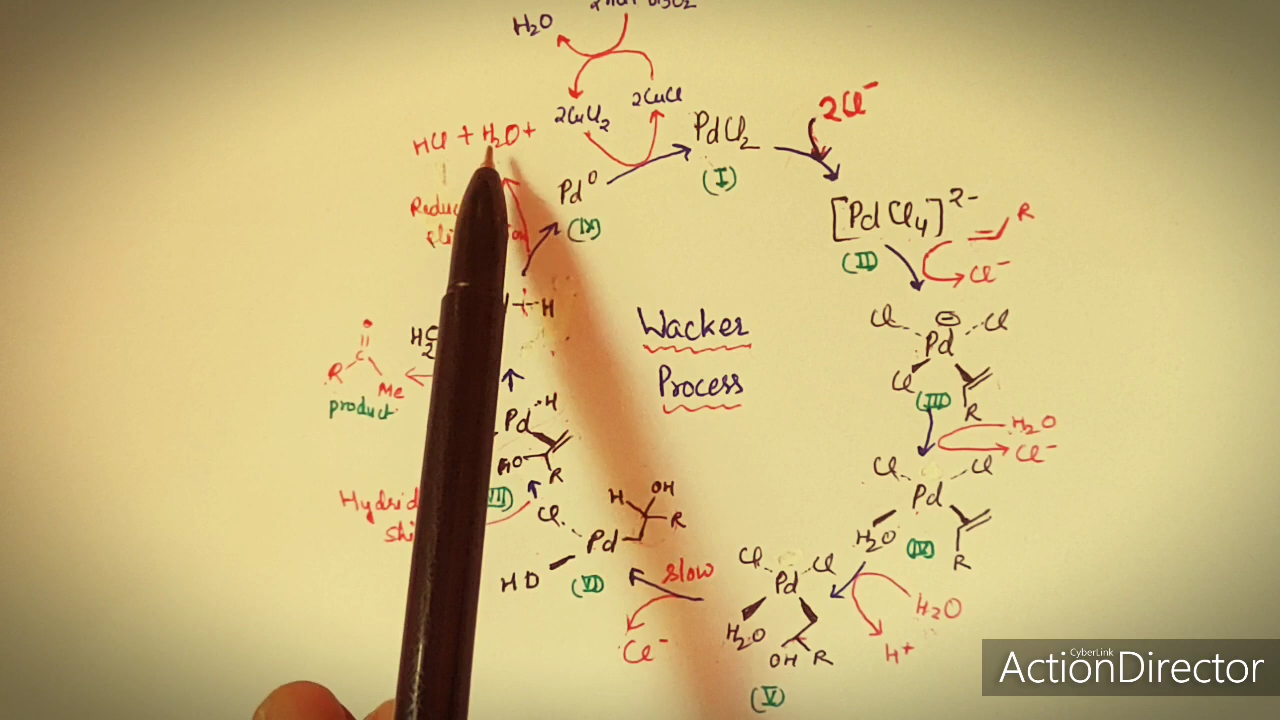 H₂O
2CuCl₂
2CuCl
HCl + H₂O +
Pd⁰
(IX)
PdCl₂
(I)
2Cl⁻
[PdCl₄]²⁻
(II)
R
Cl⁻
Wacker
Process
Cl Pd ⊖ Cl
Cl
(III)
R
H₂O
Cl⁻
Cl Cl
Pd
H₂O
(IV)
R
H₂O
H⁺
Cl Cl
Pd
H₂O
OH R
(V)
slow
Cl⁻
H OH
R
Cl
Pd
HO
(VI)
H
Pd
R
H
O
C
R Me
product
CyberLink
ActionDirector